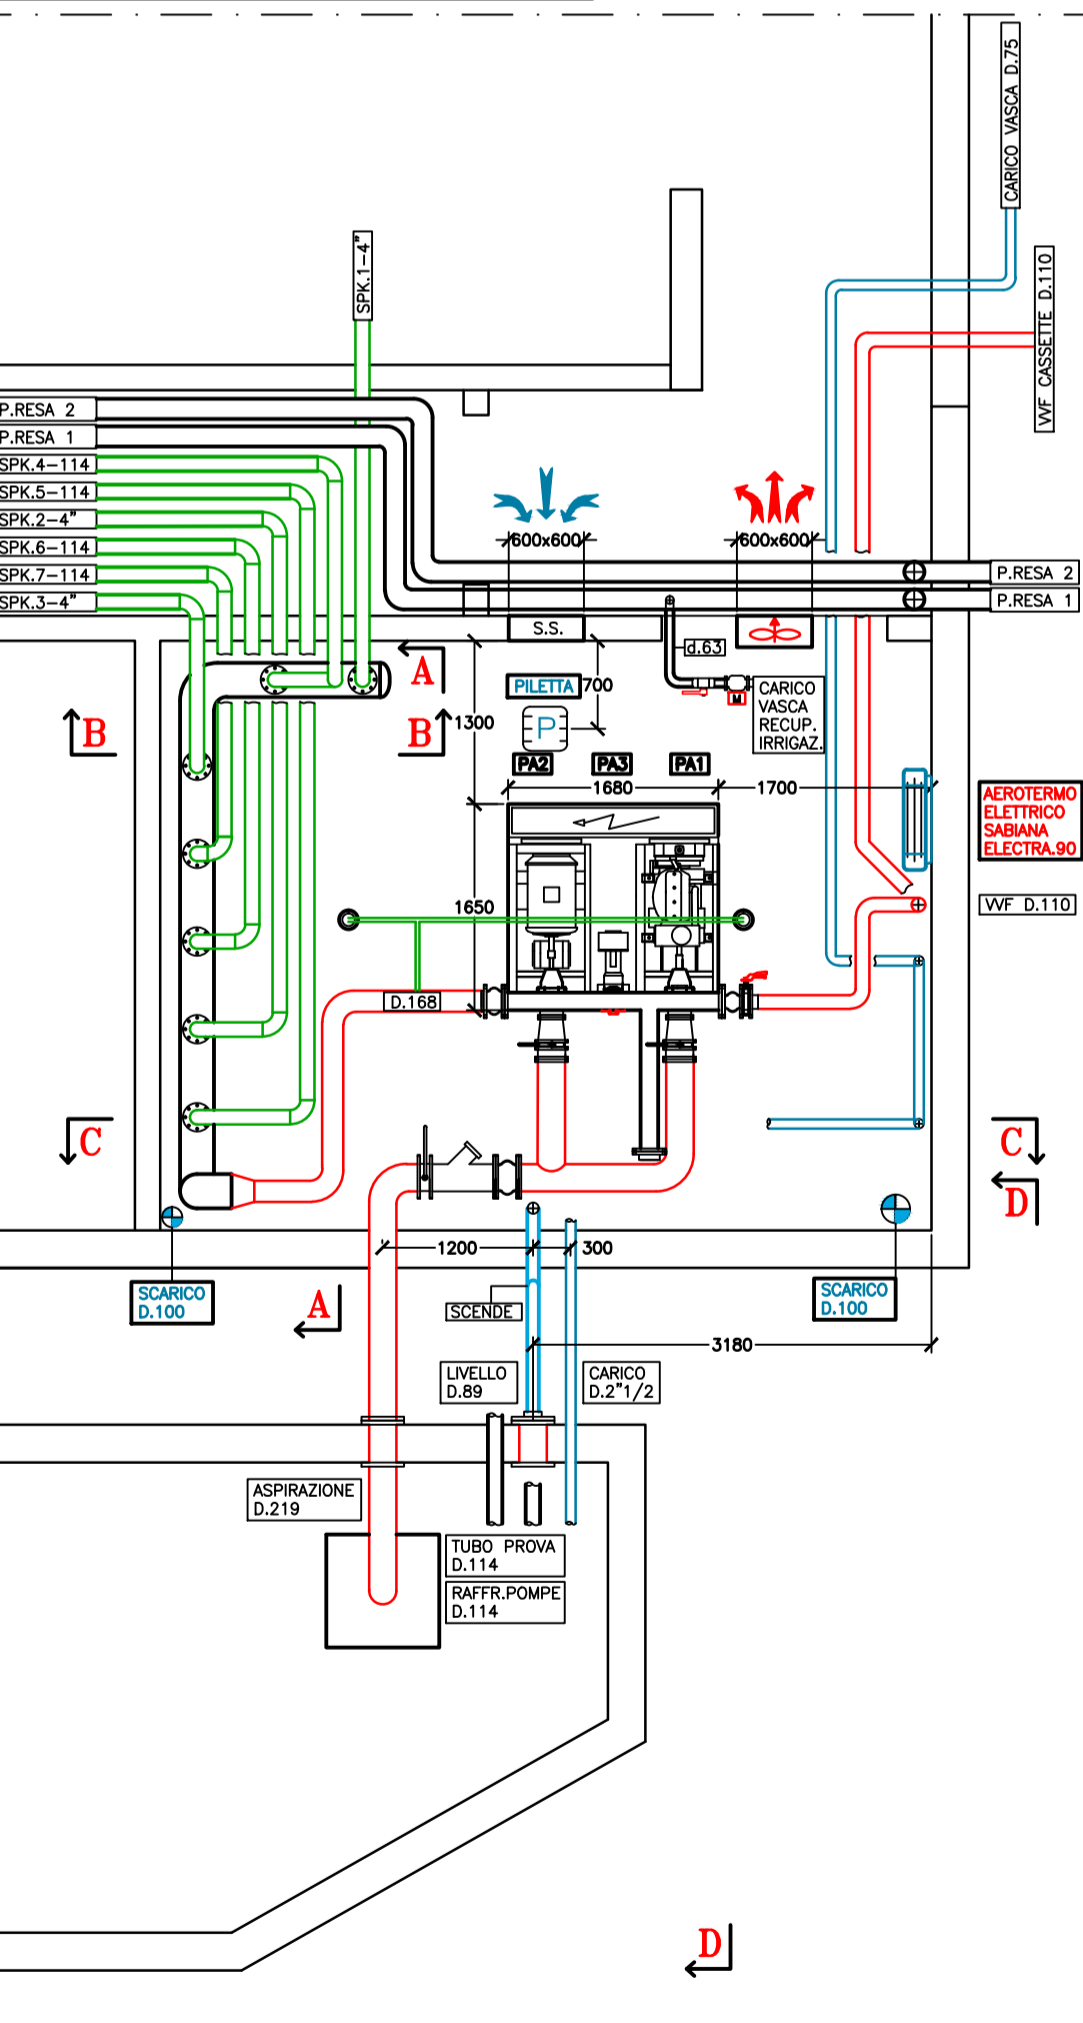 CARICO VASCA D.75
SPK.1-4"
VVF CASSETTE D.110
P.RESA 2
P.RESA 1
SPK.4-114
SPK.5-114
SPK.2-4"
SPK.6-114
SPK.7-114
SPK.3-4"
600x600
600x600
P.RESA 2
P.RESA 1
S.S.
d.63
A
PILETTA
700
CARICO
VASCA
RECUP.
IRRIGAZ.
M
B
B
1300
P
PA2
PA3
PA1
1680
1700
AEROTERMO
ELETTRICO
SABIANA
ELECTRA.90
1650
VVF D.110
D.168
C
C
D
1200
300
SCARICO
D.100
A
SCENDE
SCARICO
D.100
3180
LIVELLO
D.89
CARICO
D.2"1/2
ASPIRAZIONE
D.219
TUBO PROVA
D.114
RAFFR.POMPE
D.114
D